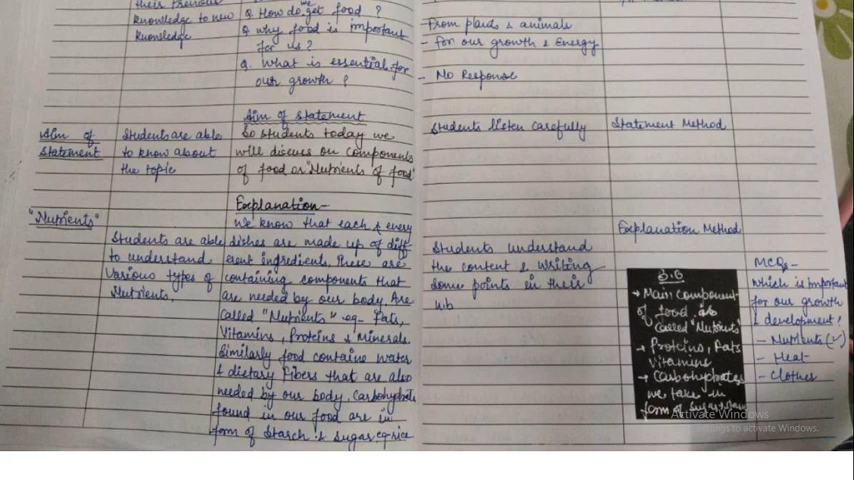 their Previous
knowledge to new
knowledge
Q. How do we get food ?
Q why food is important
for us ?
Q. What is essential for
our growth ?
From plants & animals
- For our growth & Energy
- No Response
Aim of
Statement
Students are able
to know about
the topic
Aim of Statement
So students today we
will discuss on components
of food or "Nutrients of food"
Students listen carefully
Statement Method
"Nutrients"
Students are able
to understand
Various types of
Nutrients.
Explanation-
We know that each & every
dishes are made up of diff
erent ingredients. These are
containing components that
are needed by our body. Are
called "Nutrients" eg- Fats,
Vitamins, Proteins & Minerals
Similarly food contains water
& dietary Fibers that are also
needed by our body. Carbohydrate
found in our food are in
form of Starch & Sugar eg-rice
Students understand
the content & Writing
some points in their
n.b
Explanation Method
B.B
→ Main component
of food is
called "Nutrients"
→ Proteins, Fats
Vitamins
→ Carbohydrates
we take in
form of Sugar &
MCQs-
Which is important
for our growth
& development?
- Nutrients (✓)
- Heat
- Clothes
Activate Windows
Settings to activate Windows.